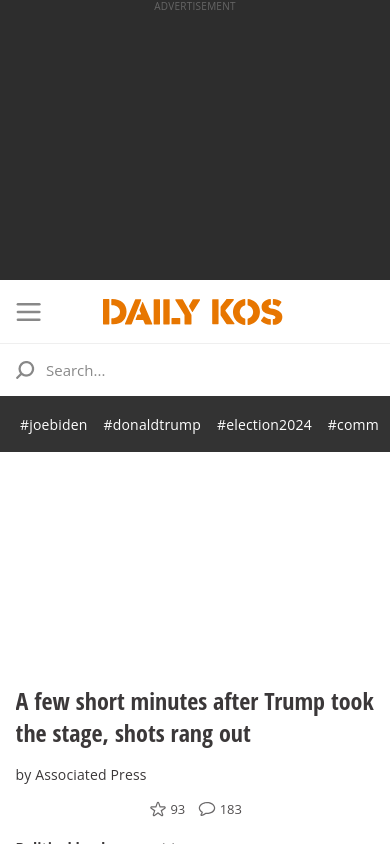 ADVERTISEMENT
DAILY KOS
Search...
#joebiden #donaldtrump #election2024 #comm
A few short minutes after Trump took
the stage, shots rang out
by Associated Press
93 183